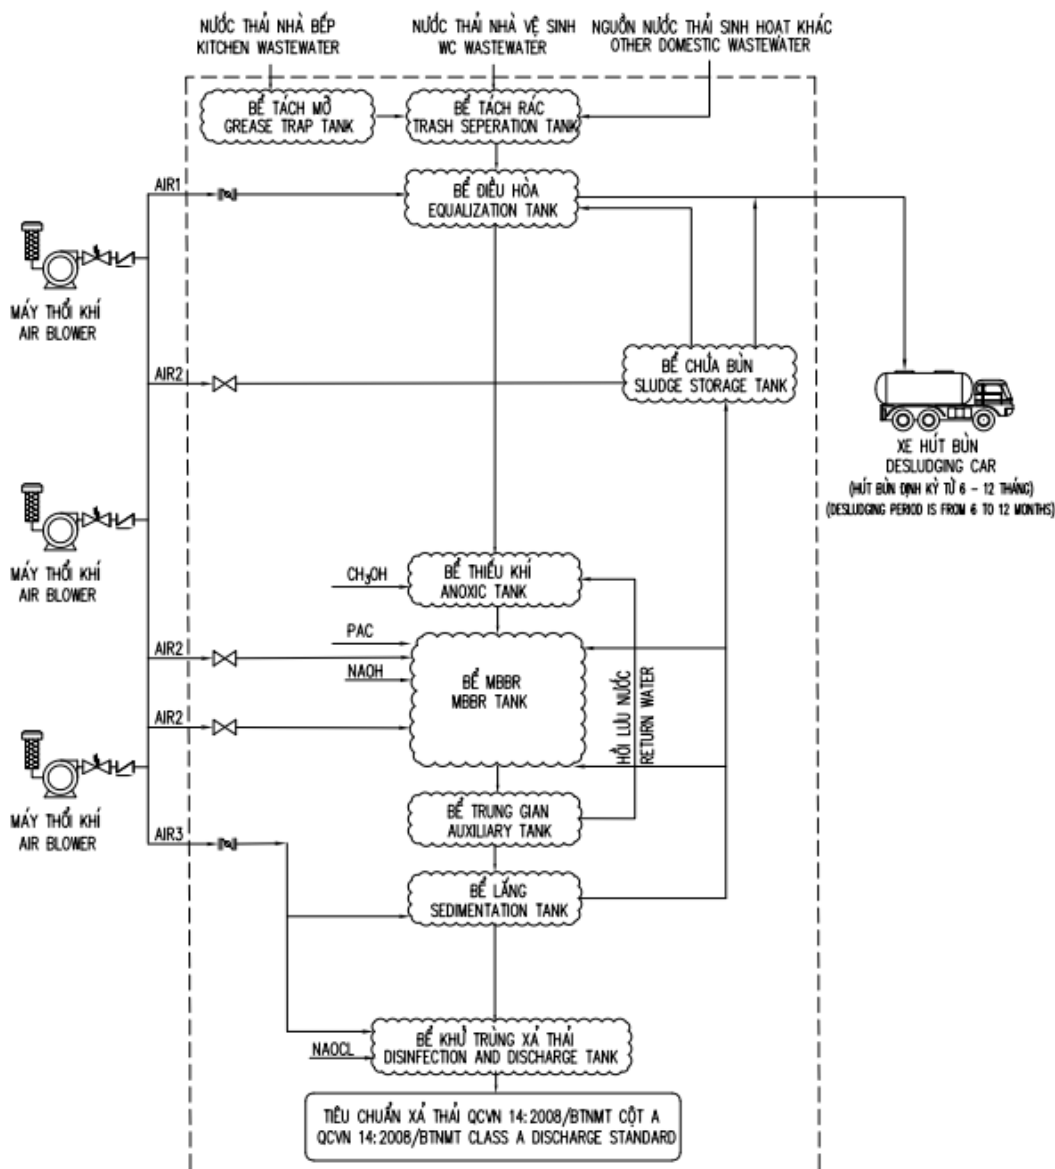 NƯỚC THẢI NHÀ BẾP
KITCHEN WASTEWATER
NƯỚC THẢI NHÀ VỆ SINH
WC WASTEWATER
NGUỒN NƯỚC THẢI SINH HOẠT KHÁC
OTHER DOMESTIC WASTEWATER
BỂ TÁCH MỠ
GREASE TRAP TANK
BỂ TÁCH RÁC
TRASH SEPERATION TANK
AIR1
BỂ ĐIỀU HÒA
EQUALIZATION TANK
MÁY THỔI KHÍ
AIR BLOWER
AIR2
BỂ CHỨA BÙN
SLUDGE STORAGE TANK
XE HÚT BÙN
DESLUDGING CAR
(HÚT BÙN ĐỊNH KỲ TỪ 6 - 12 THÁNG)
(DESLUDGING PERIOD IS FROM 6 TO 12 MONTHS)
MÁY THỔI KHÍ
AIR BLOWER
CH3OH
BỂ THIẾU KHÍ
ANOXIC TANK
PAC
AIR2
NAOH
BỂ MBBR
MBBR TANK
AIR2
HỒI LƯU NƯỚC
RETURN WATER
MÁY THỔI KHÍ
AIR BLOWER
BỂ TRUNG GIAN
AUXILIARY TANK
AIR3
BỂ LẮNG
SEDIMENTATION TANK
BỂ KHỬ TRÙNG XẢ THẢI
DISINFECTION AND DISCHARGE TANK
NAOCL
TIÊU CHUẨN XẢ THẢI QCVN 14:2008/BTNMT CỘT A
QCVN 14:2008/BTNMT CLASS A DISCHARGE STANDARD